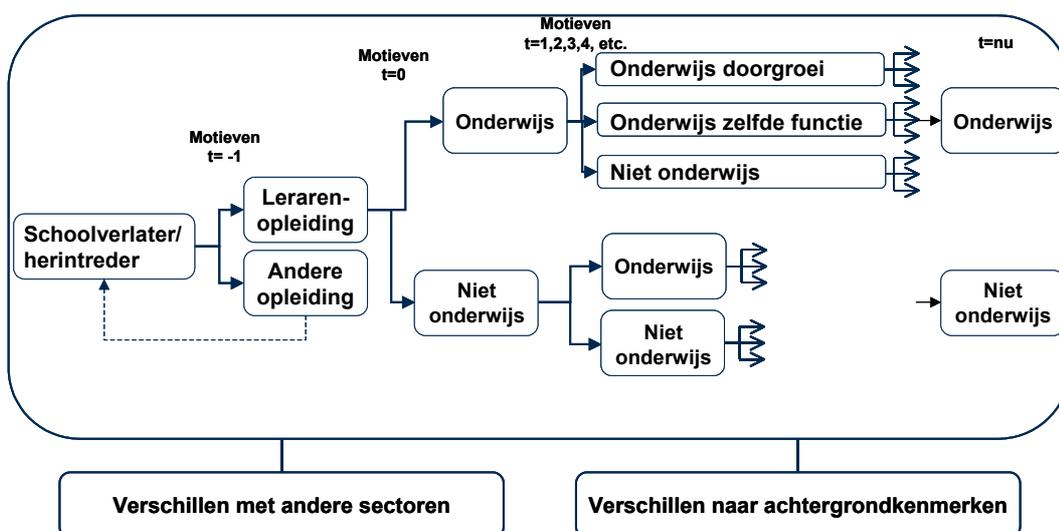 Motieven
t=1,2,3,4, etc.
t=nu
Motieven
t=0
Motieven
t= -1
Schoolverlater/
herintreder
Leraren-
opleiding
Andere
opleiding
Onderwijs
Niet
onderwijs
Onderwijs doorgroei
Onderwijs zelfde functie
Niet onderwijs
Onderwijs
Niet
onderwijs
Onderwijs
Niet
onderwijs
Verschillen met andere sectoren
Verschillen naar achtergrondkenmerken